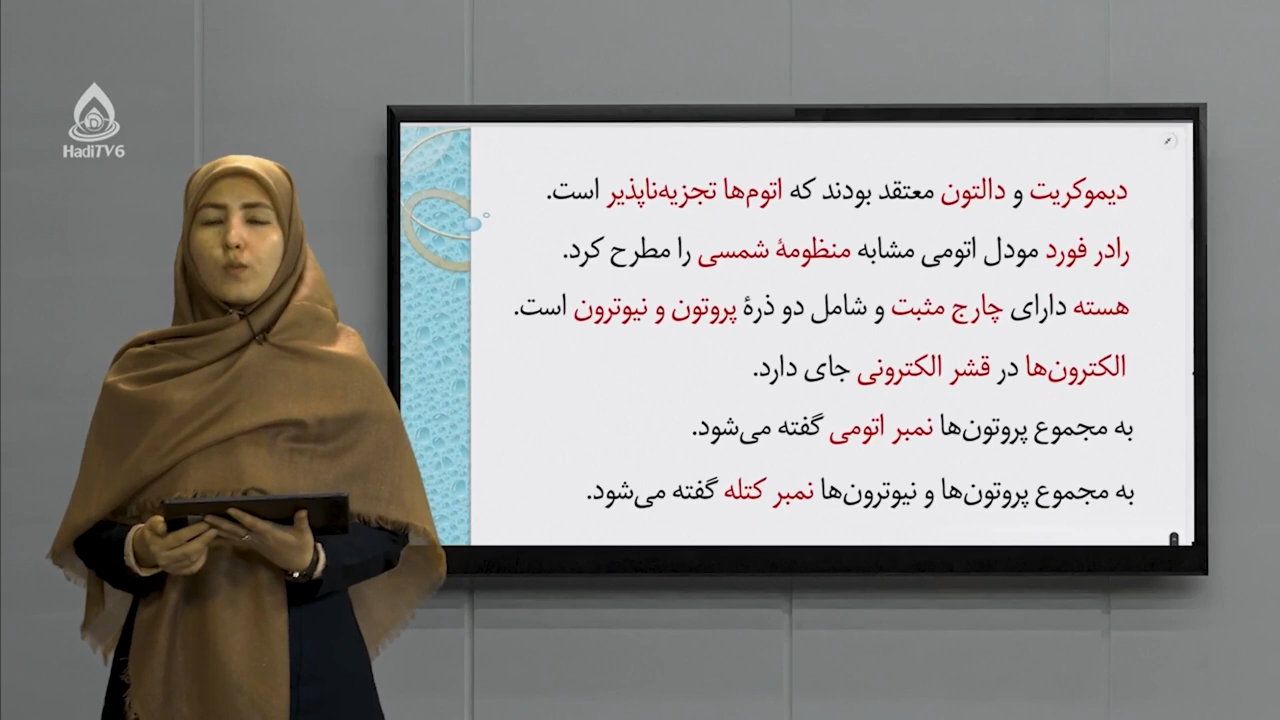 HadiTV6
دیموکریت و دالتون معتقد بودند که اتوم‌ها تجزیه‌ناپذیر است.
رادر فورد مودل اتومی مشابه منظومهٔ شمسی را مطرح کرد.
هسته دارای چارج مثبت و شامل دو ذرهٔ پروتون و نیوترون است.
الکترون‌ها در قشر الکترونی جای دارد.
به مجموع پروتون‌ها نمبر اتومی گفته می‌شود.
به مجموع پروتون‌ها و نیوترون‌ها نمبر کتله گفته می‌شود.